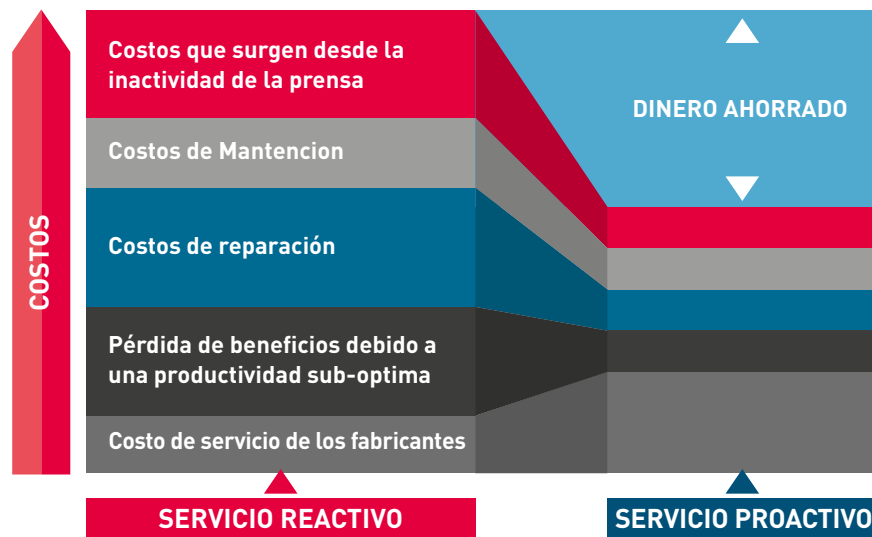 Costos que surgen desde la
inactividad de la prensa
Costos de Mantencion
Costos de reparación
Pérdida de beneficios debido a
una productividad sub-optima
Costo de servicio de los fabricantes
COSTOS
DINERO AHORRADO
SERVICIO REACTIVO
SERVICIO PROACTIVO